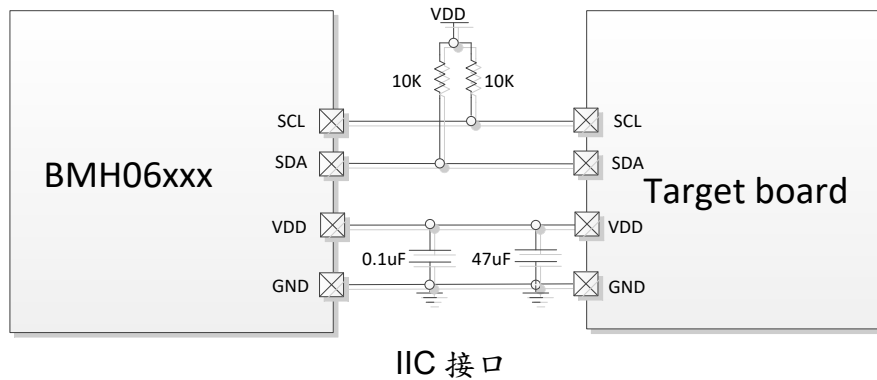 VDD
10K 10K
SCL SCL
SDA SDA
BMH06xxx Target board
VDD VDD
0.1uF 47uF
GND GND
IIC 接口